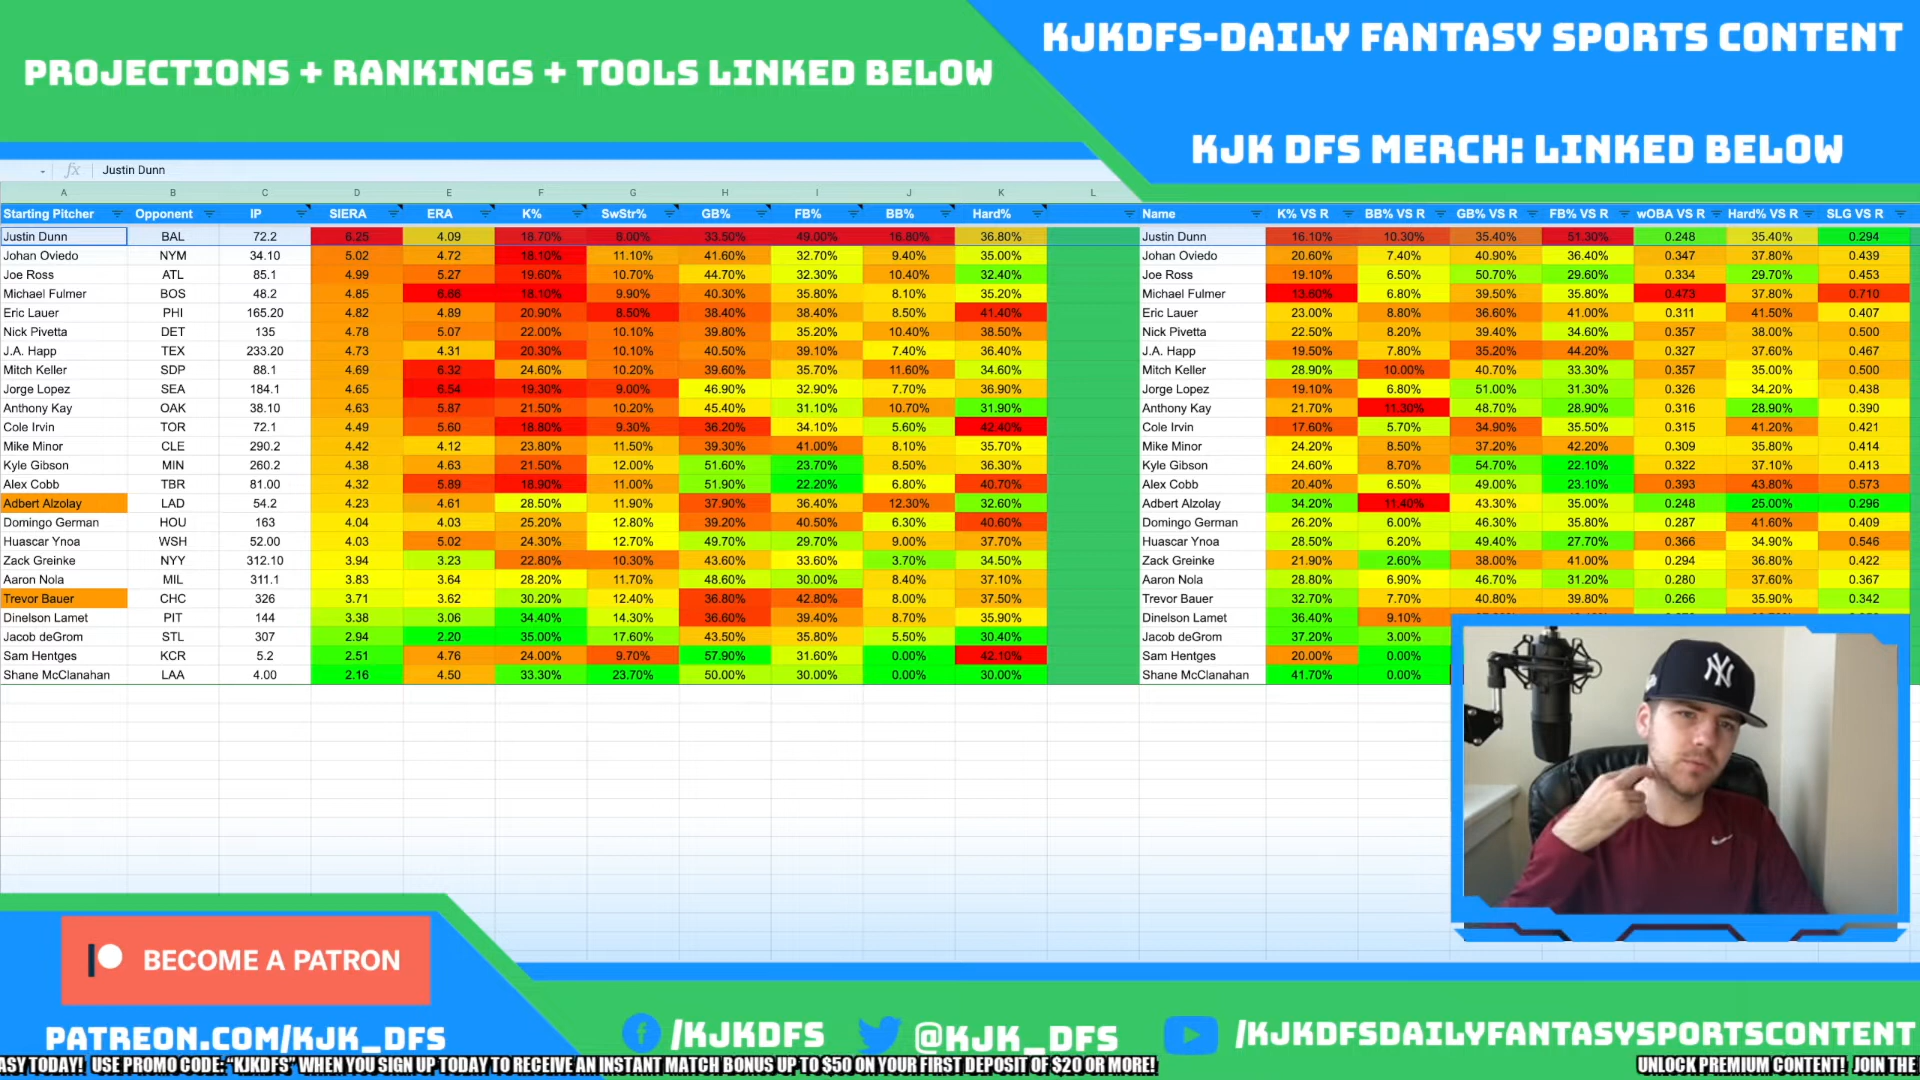 PROJECTIONS + RANKINGS + TOOLS LINKED BELOW
KJKDFS-DAILY FANTASY SPORTS CONTENT
KJK DFS MERCH: LINKED BELOW
fx Justin Dunn
A B C D E F G H I J K L
Starting Pitcher Opponent IP SIERA ERA K% SwStr% GB% FB% BB% Hard% Name K% VS R BB% VS R GB% VS R FB% VS R wOBA VS R Hard% VS R SLG VS R
Justin Dunn BAL 72.2 6.25 4.09 18.70% 8.00% 33.50% 49.00% 16.80% 36.80% Justin Dunn 16.10% 10.30% 35.40% 51.30% 0.248 35.40% 0.294
Johan Oviedo NYM 34.10 5.02 4.72 18.10% 11.10% 41.60% 32.70% 9.40% 35.00% Johan Oviedo 20.60% 7.40% 40.90% 36.40% 0.347 37.80% 0.439
Joe Ross ATL 85.1 4.99 5.27 19.60% 10.70% 44.70% 32.30% 10.40% 32.40% Joe Ross 19.10% 6.50% 50.70% 29.60% 0.334 29.70% 0.453
Michael Fulmer BOS 48.2 4.85 6.66 18.10% 9.90% 40.30% 35.80% 8.10% 35.20% Michael Fulmer 13.60% 6.80% 39.50% 35.80% 0.473 37.80% 0.710
Eric Lauer PHI 165.20 4.82 4.89 20.90% 8.50% 38.40% 38.40% 8.50% 41.40% Eric Lauer 23.00% 8.80% 36.60% 41.00% 0.311 41.50% 0.407
Nick Pivetta DET 135 4.78 5.07 22.00% 10.10% 39.80% 35.20% 10.40% 38.50% Nick Pivetta 22.50% 8.20% 39.40% 34.60% 0.357 38.00% 0.500
J.A. Happ TEX 233.20 4.73 4.31 20.30% 10.10% 40.50% 39.10% 7.40% 36.40% J.A. Happ 19.50% 7.80% 35.20% 44.20% 0.327 37.60% 0.467
Mitch Keller SDP 88.1 4.69 6.32 24.60% 10.20% 39.60% 35.70% 11.60% 34.60% Mitch Keller 28.90% 10.00% 40.70% 33.30% 0.357 35.00% 0.500
Jorge Lopez SEA 184.1 4.65 6.54 19.30% 9.00% 46.90% 32.90% 7.70% 36.90% Jorge Lopez 19.10% 6.80% 51.00% 31.30% 0.326 34.20% 0.438
Anthony Kay OAK 38.10 4.63 5.87 21.50% 10.20% 45.40% 31.10% 10.70% 31.90% Anthony Kay 21.70% 11.30% 48.70% 28.90% 0.316 28.90% 0.390
Cole Irvin TOR 72.1 4.49 5.60 18.80% 9.30% 36.20% 34.10% 5.60% 42.40% Cole Irvin 17.60% 5.70% 34.90% 35.50% 0.315 41.20% 0.421
Mike Minor CLE 290.2 4.42 4.12 23.80% 11.50% 39.30% 41.00% 8.10% 35.70% Mike Minor 24.20% 8.50% 37.20% 42.20% 0.309 35.80% 0.414
Kyle Gibson MIN 260.2 4.38 4.63 21.50% 12.00% 51.60% 23.70% 8.50% 36.30% Kyle Gibson 24.60% 8.70% 54.70% 22.10% 0.322 37.10% 0.413
Alex Cobb TBR 81.00 4.32 5.89 18.90% 11.00% 51.90% 22.20% 6.80% 40.70% Alex Cobb 20.40% 6.50% 49.00% 23.10% 0.393 43.80% 0.573
Adbert Alzolay LAD 54.2 4.23 4.61 28.50% 11.90% 37.90% 36.40% 12.30% 32.60% Adbert Alzolay 34.20% 11.40% 43.30% 35.00% 0.248 25.00% 0.296
Domingo German HOU 163 4.04 4.03 25.20% 12.80% 39.20% 40.50% 6.30% 40.60% Domingo German 26.20% 6.00% 46.30% 35.80% 0.287 41.60% 0.409
Huascar Ynoa WSH 52.00 4.03 5.02 24.30% 12.70% 49.70% 29.70% 9.00% 37.70% Huascar Ynoa 28.50% 6.20% 49.40% 27.70% 0.366 34.90% 0.546
Zack Greinke NYY 312.10 3.94 3.23 22.80% 10.30% 43.60% 33.60% 3.70% 34.50% Zack Greinke 21.90% 2.60% 38.00% 41.00% 0.294 36.80% 0.422
Aaron Nola MIL 311.1 3.83 3.64 28.20% 11.70% 48.60% 30.00% 8.40% 37.10% Aaron Nola 28.80% 6.90% 46.70% 31.20% 0.280 37.60% 0.367
Trevor Bauer CHC 326 3.71 3.62 30.20% 12.40% 36.80% 42.80% 8.00% 37.50% Trevor Bauer 32.70% 7.70% 40.80% 39.80% 0.266 35.90% 0.342
Dinelson Lamet PIT 144 3.38 3.06 34.40% 14.30% 36.60% 39.40% 8.70% 35.90% Dinelson Lamet 36.40% 9.10%
Jacob deGrom STL 307 2.94 2.20 35.00% 17.60% 43.50% 35.80% 5.50% 30.40% Jacob deGrom 37.20% 3.00%
Sam Hentges KCR 5.2 2.51 4.76 24.00% 9.70% 57.90% 31.60% 0.00% 42.10% Sam Hentges 20.00% 0.00%
Shane McClanahan LAA 4.00 2.16 4.50 33.30% 23.70% 50.00% 30.00% 0.00% 30.00% Shane McClanahan 41.70% 0.00%
NY
BECOME A PATRON
PATREON.COM/KJK_DFS
/KJKDFS
@KJK_DFS
/KJKDFSDAILYFANTASYSPORTSCONTENT
ASY TODAY! USE PROMO CODE: "KJKDFS" WHEN YOU SIGN UP TODAY TO RECEIVE AN INSTANT MATCH BONUS UP TO $50 ON YOUR FIRST DEPOSIT OF $20 OR MORE! UNLOCK PREMIUM CONTENT! JOIN THE